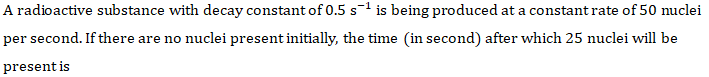 A radioactive substance with decay constant of 0.5 s⁻¹ is being produced at a constant rate of 50 nuclei
per second. If there are no nuclei present initially, the time (in second) after which 25 nuclei will be
present is